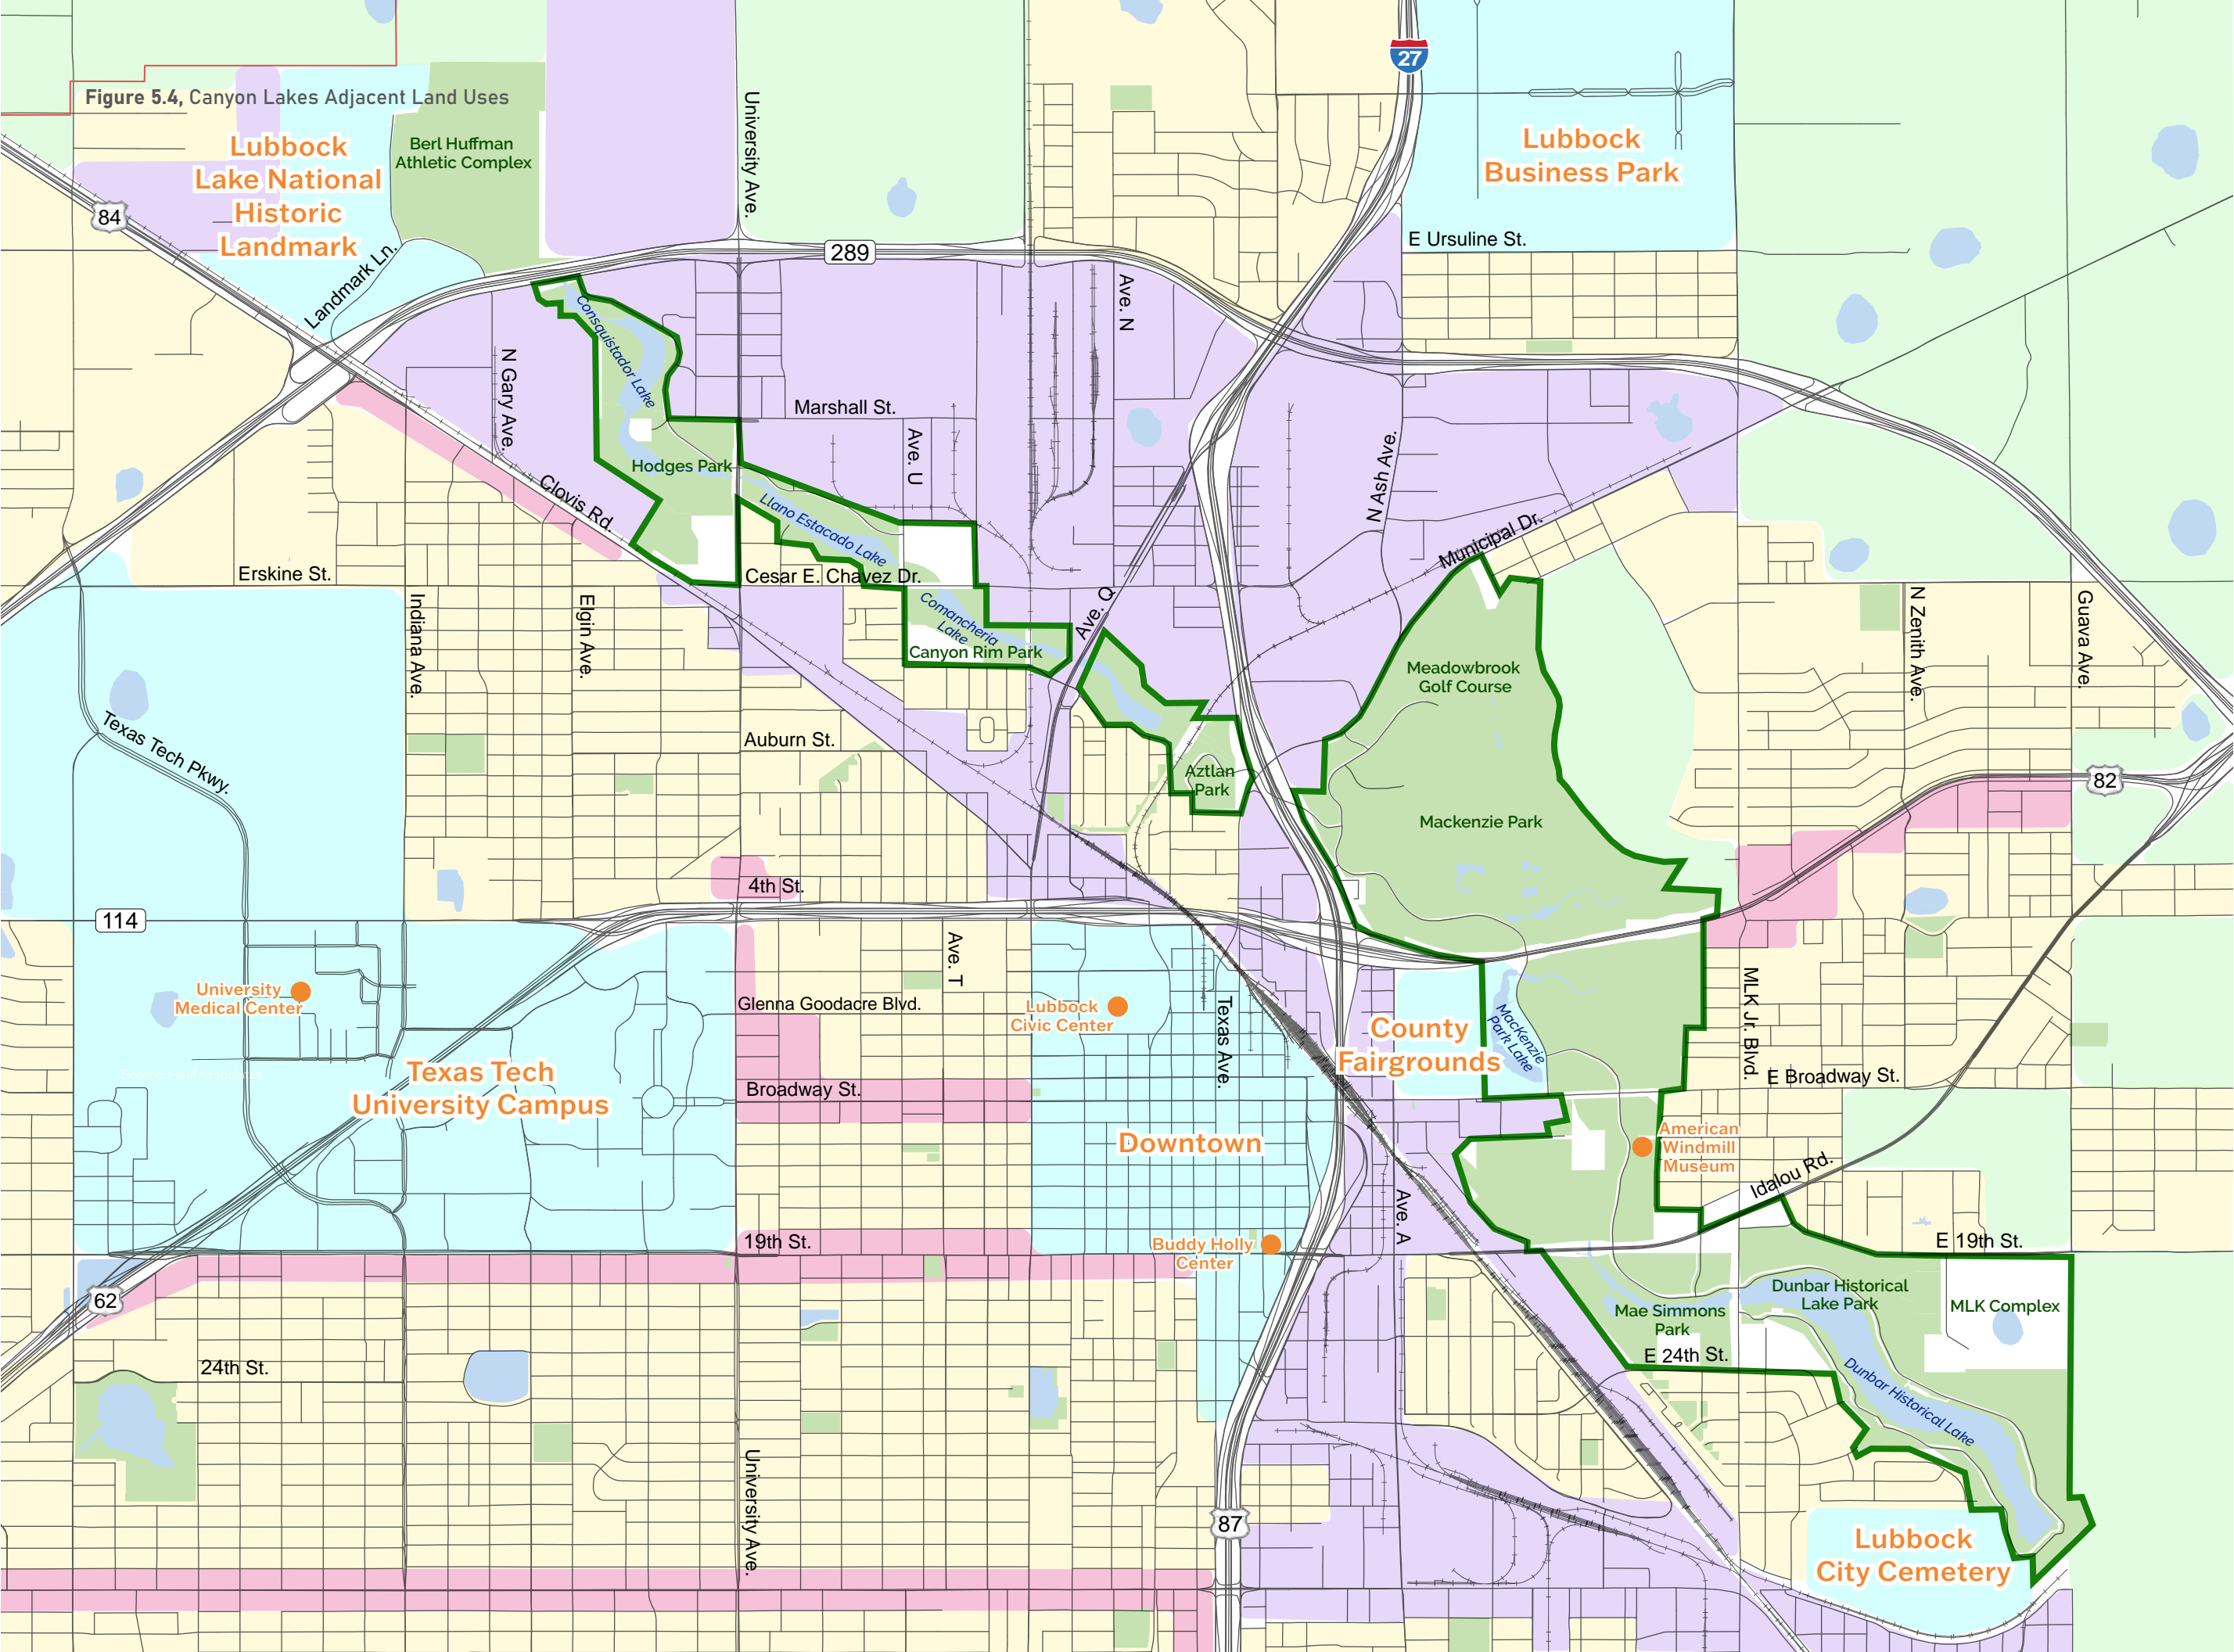 Figure 5.4, Canyon Lakes Adjacent Land Uses
27
Lubbock
Lake National
Historic
Landmark
Berl Huffman
Athletic Complex
University Ave.
Lubbock
Business Park
84
Landmark Ln.
289
E Ursuline St.
Ave. N
Consquistador Lake
N Gary Ave.
Marshall St.
Ave. U
N Ash Ave.
Hodges Park
Clovis Rd.
Llano Estacado Lake
Municipal Dr.
Erskine St.
Cesar E. Chavez Dr.
Indiana Ave.
Elgin Ave.
Comancheria
Lake
Canyon Rim Park
Ave. Q
N Zenith Ave.
Guava Ave.
Meadowbrook
Golf Course
Texas Tech Pkwy.
Auburn St.
Aztlan
Park
82
Mackenzie Park
4th St.
114
Ave. T
University
Medical Center
Glenna Goodacre Blvd.
Lubbock
Civic Center
Texas Ave.
County
Fairgrounds
MacKenzie
Park Lake
MLK Jr. Blvd.
Source: Halff Associates
Texas Tech
University Campus
Broadway St.
E Broadway St.
Downtown
American
Windmill
Museum
Idalou Rd.
Ave. A
19th St.
Buddy Holly
Center
E 19th St.
62
Mae Simmons
Park
Dunbar Historical
Lake Park
MLK Complex
24th St.
E 24th St.
Dunbar Historical Lake
University Ave.
87
Lubbock
City Cemetery